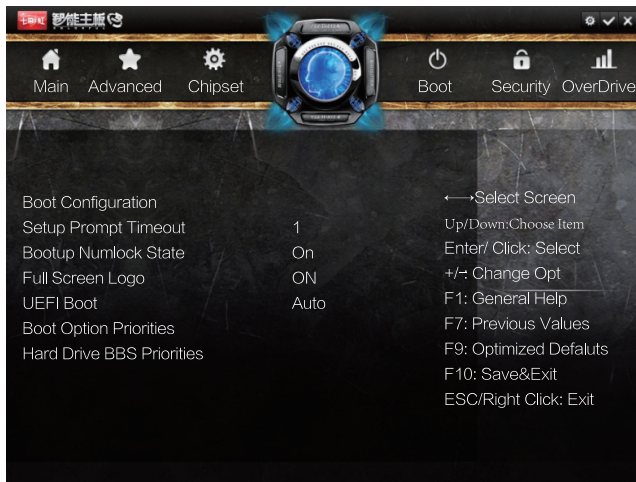 七彩虹 智能主板
Main Advanced Chipset Boot Security OverDrive
Boot Configuration
Setup Prompt Timeout 1
Bootup Numlock State On
Full Screen Logo ON
UEFI Boot Auto
Boot Option Priorities
Hard Drive BBS Priorities
←→Select Screen
Up/Down:Choose Item
Enter/ Click: Select
+/-: Change Opt
F1: General Help
F7: Previous Values
F9: Optimized Defaluts
F10: Save&Exit
ESC/Right Click: Exit